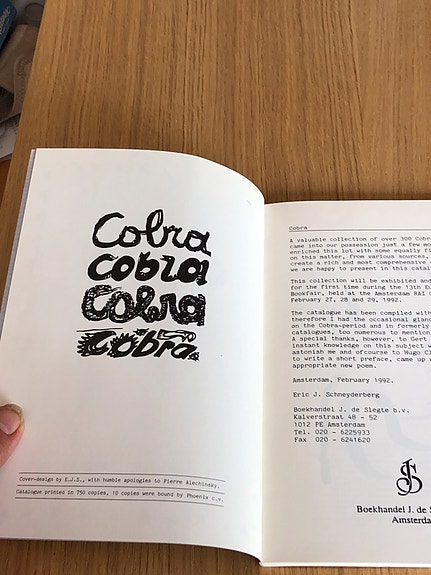 Cobra
cobra
Cobra
Cobra
Cover-design by E.J.S., with humble apologies to Pierre Alechinsky.
Catalogue printed in 750 copies, 10 copies were bound by Phoenix c.v.
Cobra
A valuable collection of over 300 Cobr
came into our possession just a few mo
enriched this lot with some equally fi
on this matter, from various sources,
create a rich and most comprehensive
we are happy to present in this catal
This collection will be exhibited and
for the first time during the 13th Eu
Bookfair, held at the Amsterdam RAI
February 27, 28 and 29, 1992.
The catalogue has been compiled with
therefore I had the occasional glanc
on the Cobra-period and in formerly
catalogues, too numerous to mention
A special thanks, however, to Gert
instant knowledge on this subject
astonish me and ofcourse to Hugo Cl
to write a short preface, came up
appropriate new poem.
Amsterdam, February 1992.
Eric J. Schneyderberg
Boekhandel J. de Slegte b.v.
Kalverstraat 48 - 52
1012 PE Amsterdam
Tel. 020 - 6225933
Fax 020 - 6241620
JS
Boekhandel J. de S
Amsterda